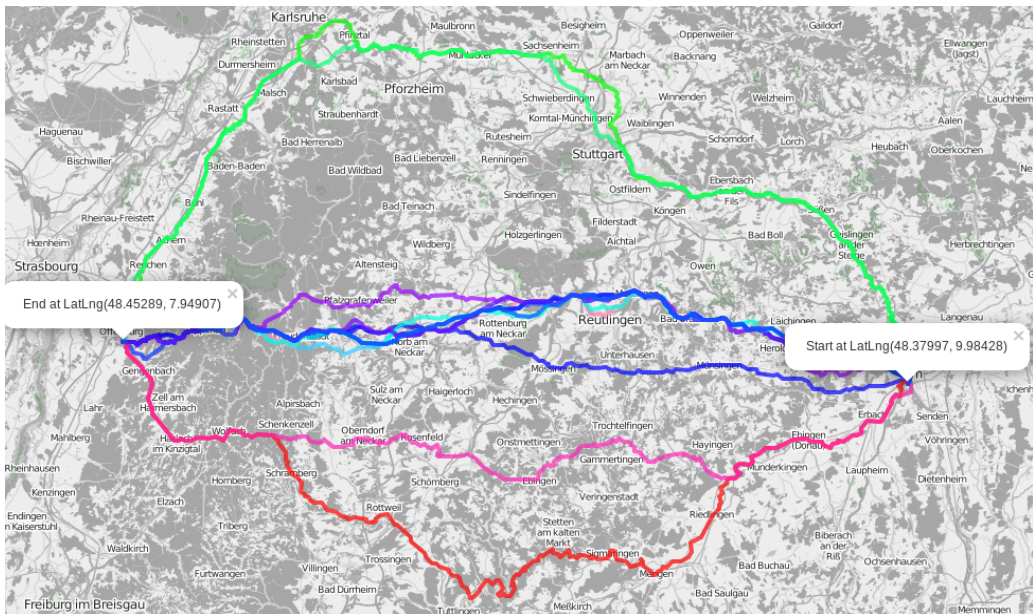 Karlsruhe
Maulbronn
Besigheim
Oppenweiler
Gaildorf
Rheinstetten
Pfinztal
Sachsenheim
Marbach
am Neckar
Backnang
Ellwangen
(Jagst)
Durmersheim
Mühlacker
Karlsbad
Malsch
Pforzheim
Schwieberdingen
Winnenden
Welzheim
Lauchheim
Rastatt
Straubenhardt
Korntal-Münchingen
Waiblingen
Aalen
Haguenau
Bad Herrenalb
Rutesheim
Schorndorf
Lorch
Heubach
Oberkochen
Bischwiller
Baden-Baden
Bad Liebenzell
Renningen
Stuttgart
Bad Wildbad
Ostfildern
Ebersbach
Fils
Bühl
Bad Teinach
Sindelfingen
Köngen
Süßen
Rheinau-Freistett
Filderstadt
Achern
Wildberg
Holzgerlingen
Aichtal
Bad Boll
Geislingen
an der
Steige
Herbrechtingen
Hœnheim
Strasbourg
Renchen
Altensteig
Owen
End at LatLng(48.45289, 7.94907)
×
Pfalzgrafenweiler
Rottenburg
am Neckar
Reutlingen
Laichingen
Langenau
Start at LatLng(48.37997, 9.98428)
×
am
Neckar
Gengenbach
Mössingen
Unterhausen
Münsingen
Lahr
Zell am
Harmersbach
Alpirsbach
Sulz am
Neckar
Haigerloch
Hechingen
Erbach
Senden
Mahlberg
Wolfach
Schenkenzell
Oberndorf
am Neckar
Rosenfeld
Onstmettingen
Trochtelfingen
Hayingen
Ehingen
(Donau)
Vöhringen
im Kinzigtal
Rheinhausen
Gammertingen
Munderkingen
Laupheim
Dietenheim
Kenzingen
Hornberg
Schramberg
Schömberg
Ebingen
Veringenstadt
Elzach
Endingen
m Kaiserstuhl
Triberg
Rottweil
Stetten
am kalten
Markt
Riedlingen
Biberach
an der
Riß
Waldkirch
Trossingen
Sigmaringen
Ochsenhausen
Furtwangen
Villingen
Mengen
Bad Buchau
Bad Dürrheim
Bad Saulgau
Freiburg im Breisgau
Tuttlingen
Meßkirch
Memmingen